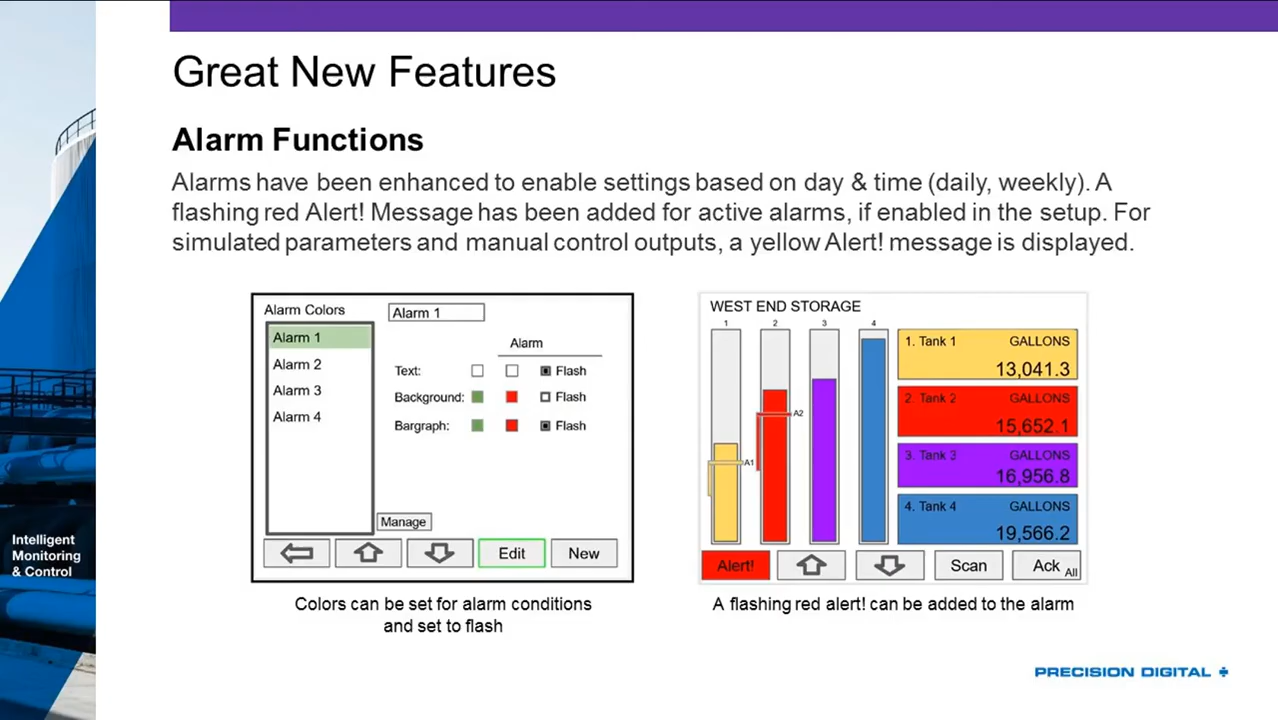 Great New Features
Alarm Functions
Alarms have been enhanced to enable settings based on day & time (daily, weekly). A
flashing red Alert! Message has been added for active alarms, if enabled in the setup. For
simulated parameters and manual control outputs, a yellow Alert! message is displayed.
Alarm Colors
Alarm 1
Alarm 1
Alarm 2
Alarm 3
Alarm 4
Alarm
Text: Flash
Background: Flash
Bargraph: Flash
Manage
Edit
New
Colors can be set for alarm conditions
and set to flash
WEST END STORAGE
1 2 3 4
A1
A2
1. Tank 1 GALLONS
13,041.3
2. Tank 2 GALLONS
15,652.1
3. Tank 3 GALLONS
16,956.8
4. Tank 4 GALLONS
19,566.2
Alert!
Scan
Ack All
A flashing red alert! can be added to the alarm
Intelligent
Monitoring
& Control
PRECISION DIGITAL